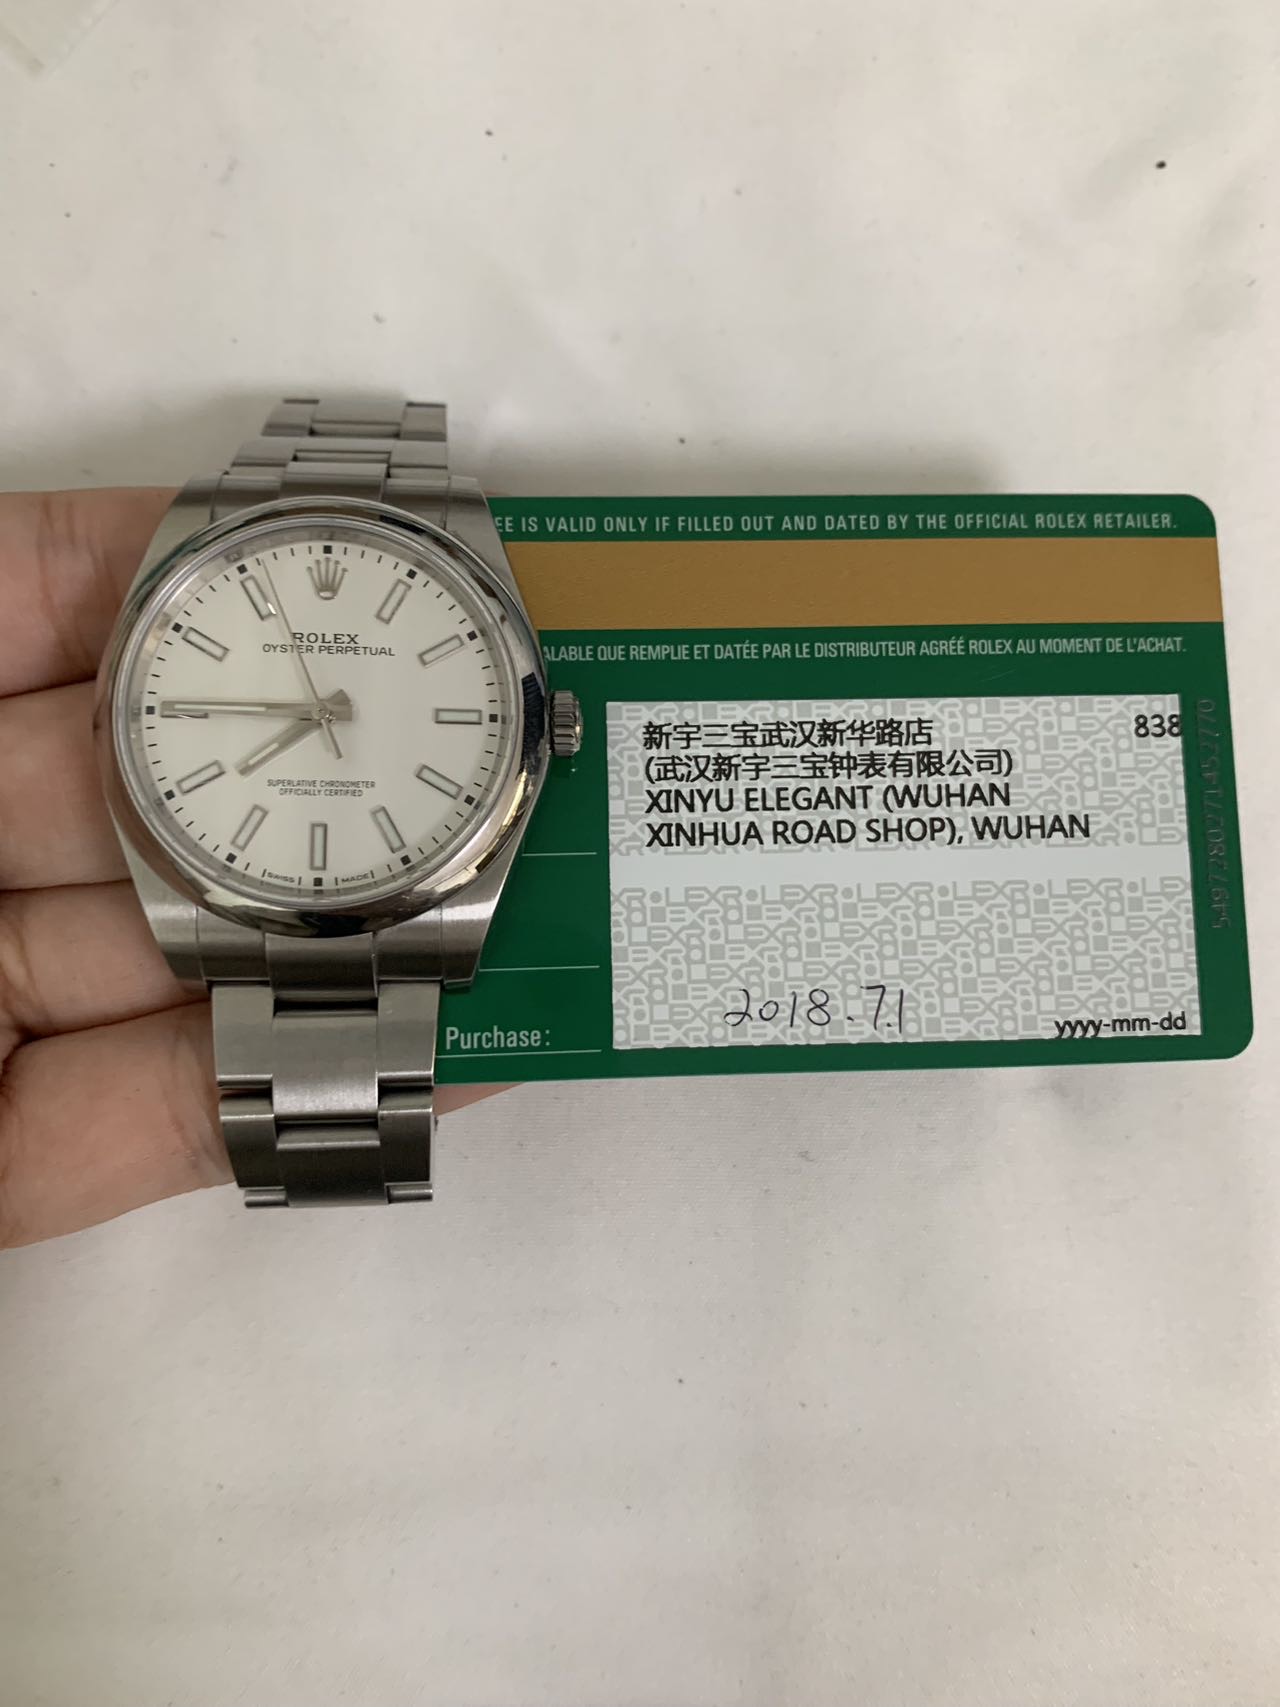 ROLEX
OYSTER PERPETUAL
SUPERLATIVE CHRONOMETER
OFFICIALLY CERTIFIED
SWISS MADE
EE IS VALID ONLY IF FILLED OUT AND DATED BY THE OFFICIAL ROLEX RETAILER.
ALABLE QUE REMPLIE ET DATÉE PAR LE DISTRIBUTEUR AGRÉÉ ROLEX AU MOMENT DE L'ACHAT.
新宇三宝武汉新华路店 838
(武汉新宇三宝钟表有限公司)
XINYU ELEGANT (WUHAN
XINHUA ROAD SHOP), WUHAN
Purchase: 2018.7.1
yyyy-mm-dd